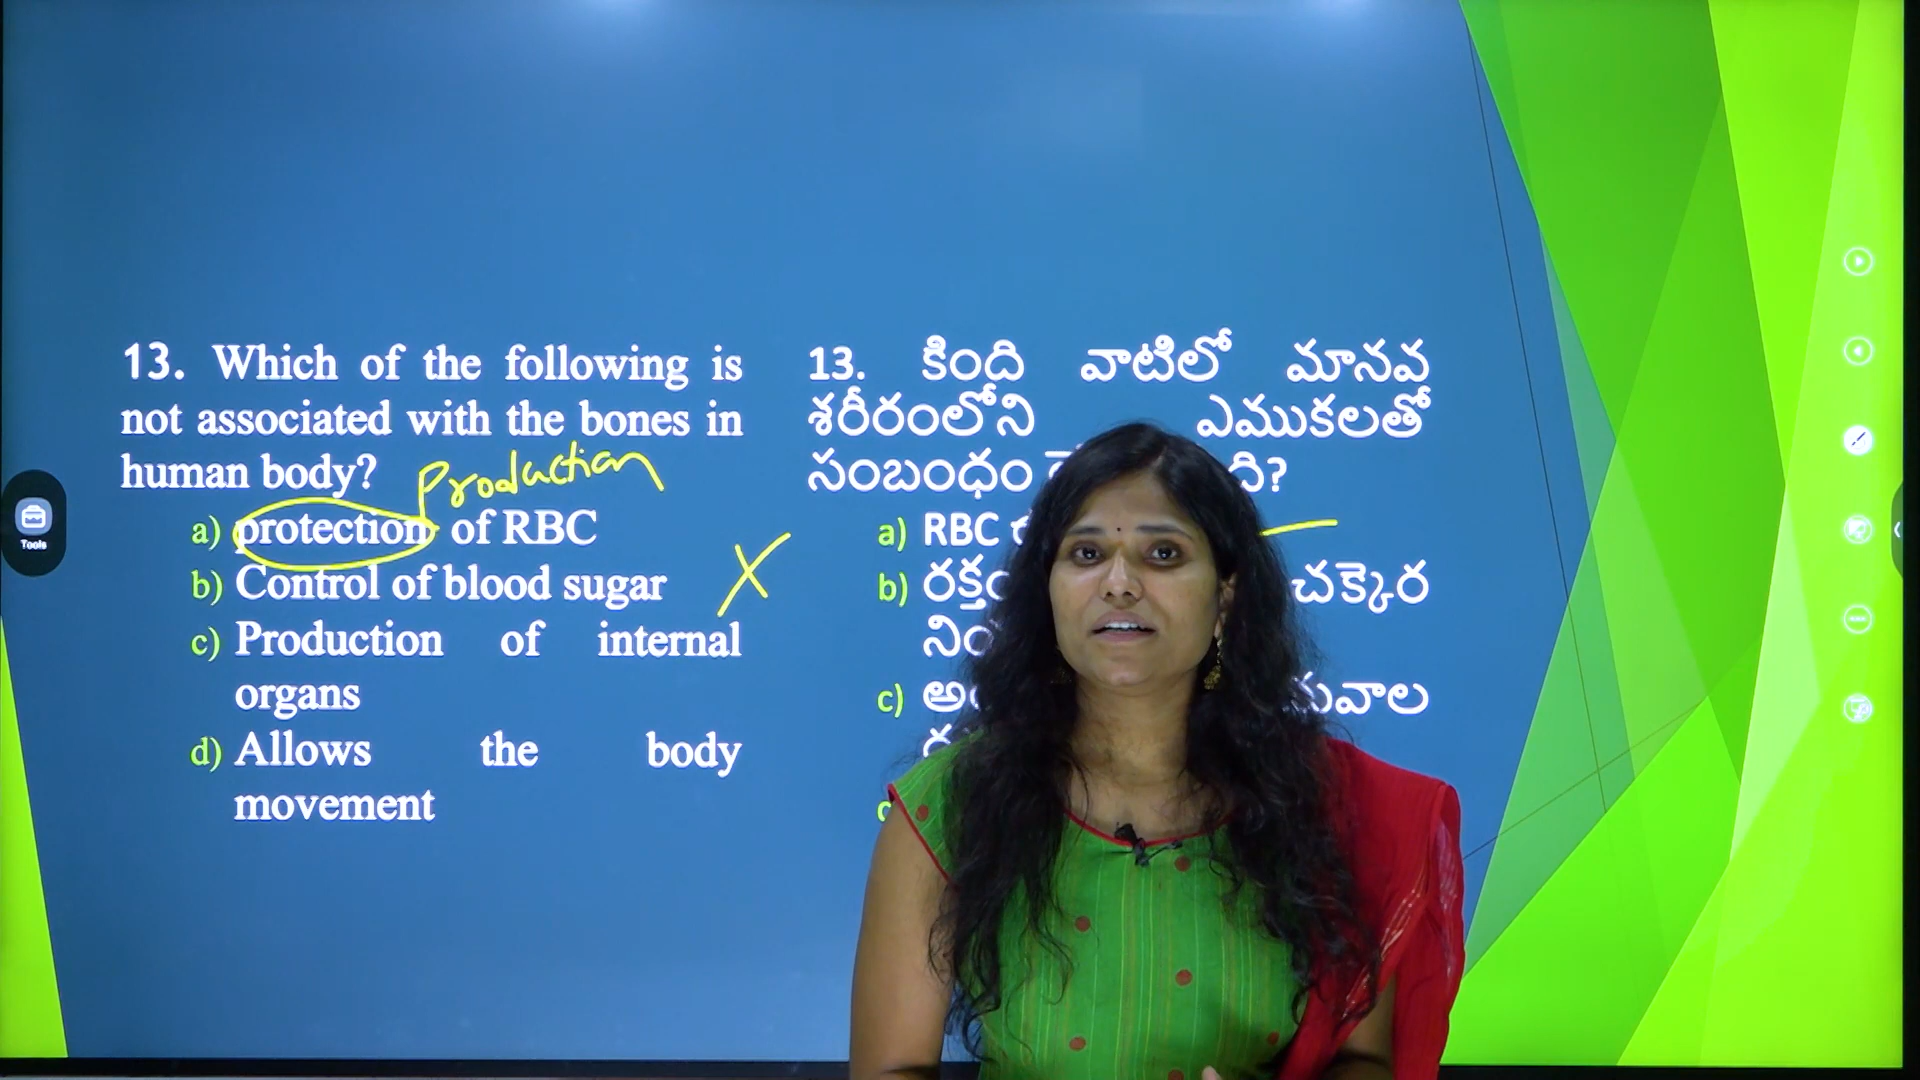 13. Which of the following is
not associated with the bones in
human body?
Production
a) protection of RBC
b) Control of blood sugar
X
c) Production of internal
organs
d) Allows the body
movement
13. కింది వాటిలో మానవ
శరీరంలోని ఎముకలతో
సంబంధం
a) RBC
b) చక్కెర
c)
Tools